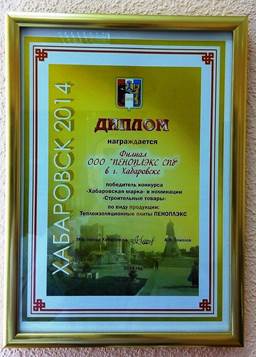 ХАБАРОВСК 2014
ДИПЛОМ
награждается
Филиал
ООО "ПЕНОПЛЭКС СПб"
в г. Хабаровске
победитель конкурса
«Хабаровская марка» в номинации
«Строительные товары»
по виду продукции:
Теплоизоляционные плиты ПЕНОПЛЭКС